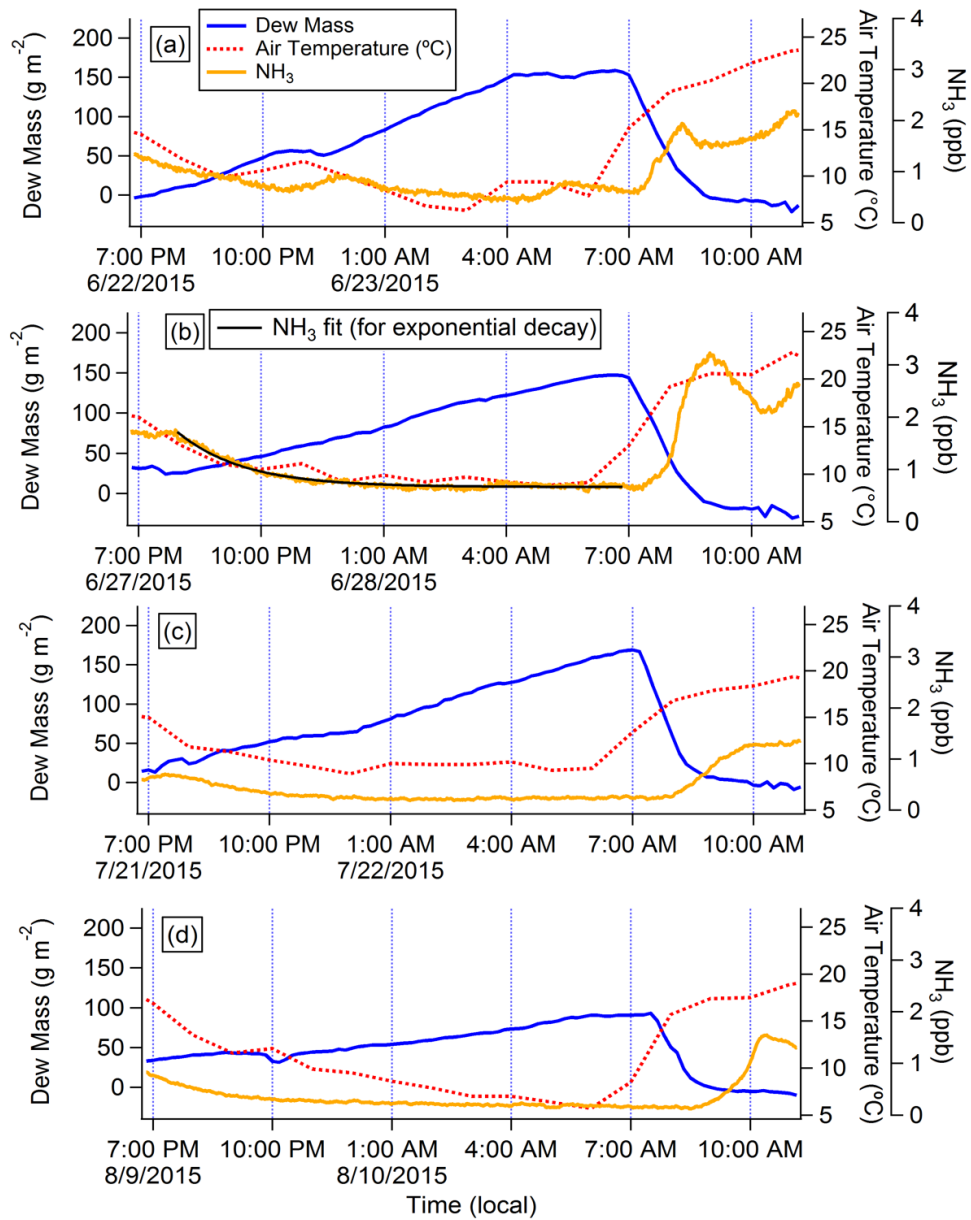 (a)
Dew Mass
Air Temperature (ºC)
NH3
Dew Mass (g m-2)
200
150
100
50
0
25
20
15
10
5
Air Temperature (°C)
4
3
2
1
0
NH3 (ppb)
7:00 PM 10:00 PM 1:00 AM 4:00 AM 7:00 AM 10:00 AM
6/22/2015 6/23/2015
(b)
NH3 fit (for exponential decay)
Dew Mass (g m-2)
200
150
100
50
0
25
20
15
10
5
Air Temperature (°C)
4
3
2
1
0
NH3 (ppb)
7:00 PM 10:00 PM 1:00 AM 4:00 AM 7:00 AM 10:00 AM
6/27/2015 6/28/2015
(c)
Dew Mass (g m-2)
200
150
100
50
0
25
20
15
10
5
Air Temperature (ºC)
4
3
2
1
0
NH3 (ppb)
7:00 PM 10:00 PM 1:00 AM 4:00 AM 7:00 AM 10:00 AM
7/21/2015 7/22/2015
(d)
Dew Mass (g m-2)
200
150
100
50
0
25
20
15
10
5
Air Temperature (ºC)
4
3
2
1
0
NH3 (ppb)
7:00 PM 10:00 PM 1:00 AM 4:00 AM 7:00 AM 10:00 AM
8/9/2015 8/10/2015
Time (local)